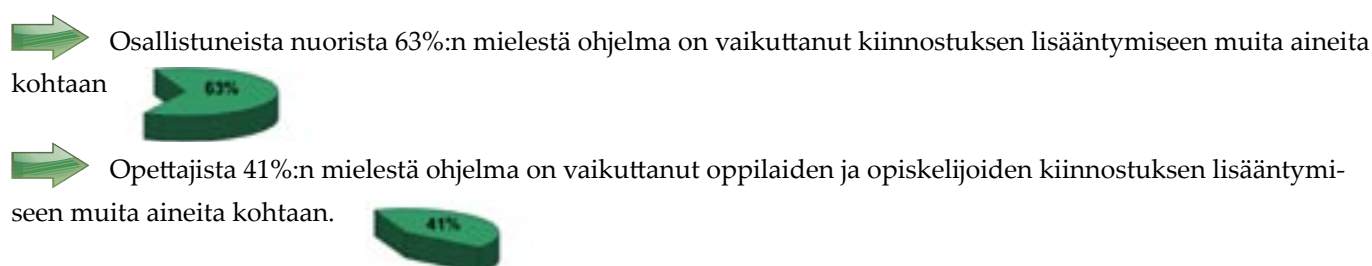 Osallistuneista nuorista 63%:n mielestä ohjelma on vaikuttanut kiinnostuksen lisääntymiseen muita aineita
kohtaan
63%
Opettajista 41%:n mielestä ohjelma on vaikuttanut oppilaiden ja opiskelijoiden kiinnostuksen lisääntymi-
seen muita aineita kohtaan.
41%